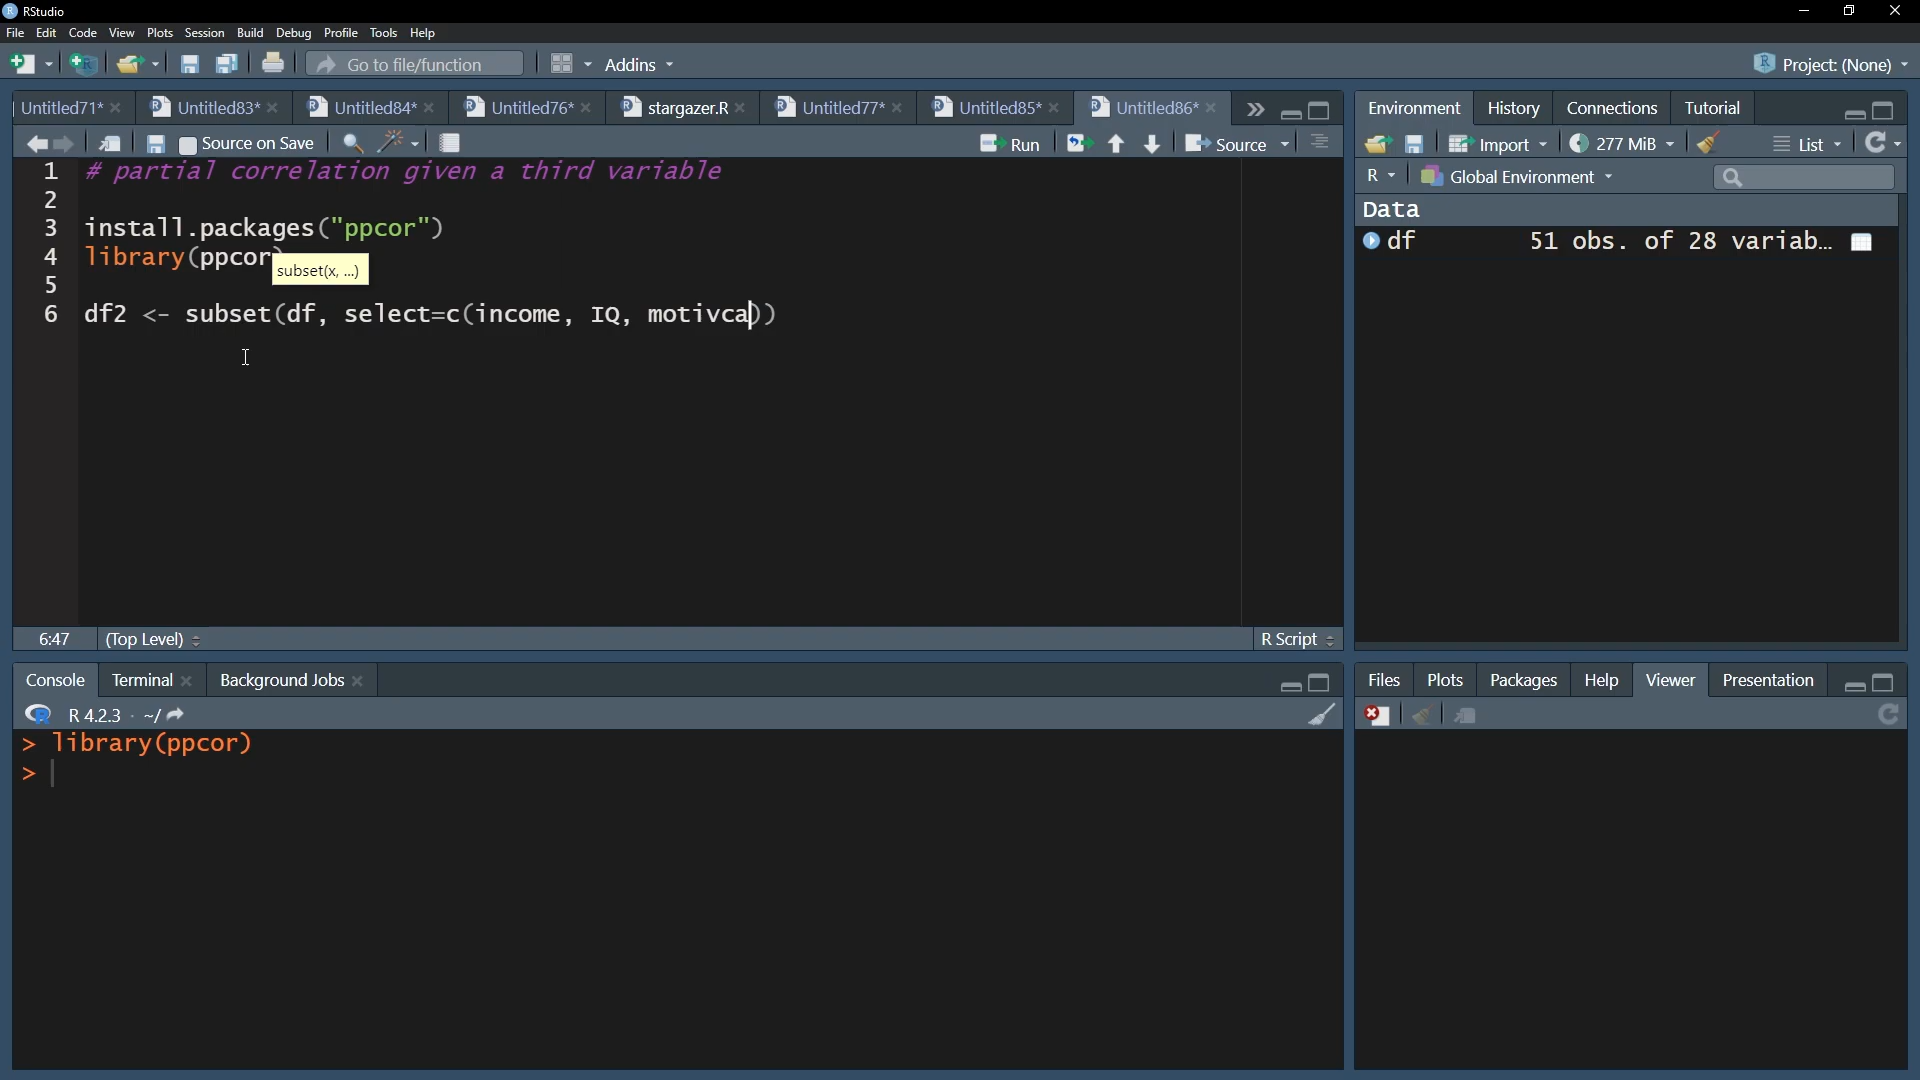 RStudio
File Edit Code View Plots Session Build Debug Profile Tools Help
Go to file/function Addins Project: (None)
Untitled71* Untitled83* Untitled84* Untitled76* stargazer.R Untitled77* Untitled85* Untitled86*
Source on Save Run Source
1 # partial correlation given a third variable
2
3 install.packages("ppcor")
4 library(ppcor)
subset(x, ...)
5
6 df2 <- subset(df, select=c(income, IQ, motivca))
6:47 (Top Level) R Script
Console Terminal Background Jobs
R 4.2.3 · ~/
> library(ppcor)
>
Environment History Connections Tutorial
Import 277 MiB List
R Global Environment
Data
df 51 obs. of 28 variab...
Files Plots Packages Help Viewer Presentation